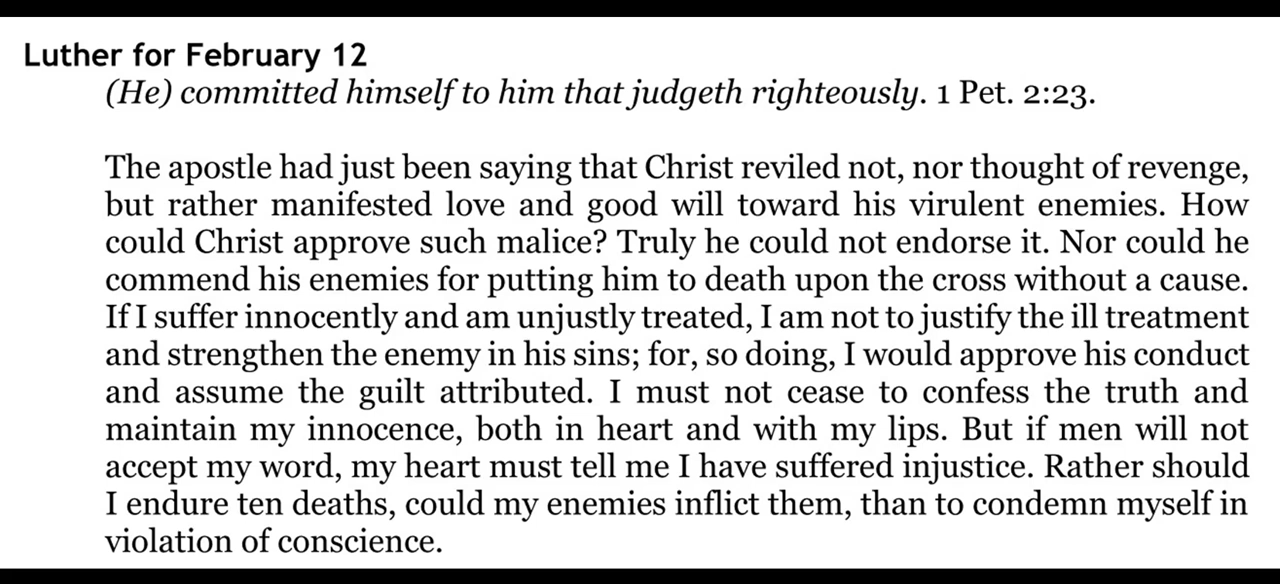 Luther for February 12
(He) committed himself to him that judgeth righteously. 1 Pet. 2:23.
The apostle had just been saying that Christ reviled not, nor thought of revenge,
but rather manifested love and good will toward his virulent enemies. How
could Christ approve such malice? Truly he could not endorse it. Nor could he
commend his enemies for putting him to death upon the cross without a cause.
If I suffer innocently and am unjustly treated, I am not to justify the ill treatment
and strengthen the enemy in his sins; for, so doing, I would approve his conduct
and assume the guilt attributed. I must not cease to confess the truth and
maintain my innocence, both in heart and with my lips. But if men will not
accept my word, my heart must tell me I have suffered injustice. Rather should
I endure ten deaths, could my enemies inflict them, than to condemn myself in
violation of conscience.